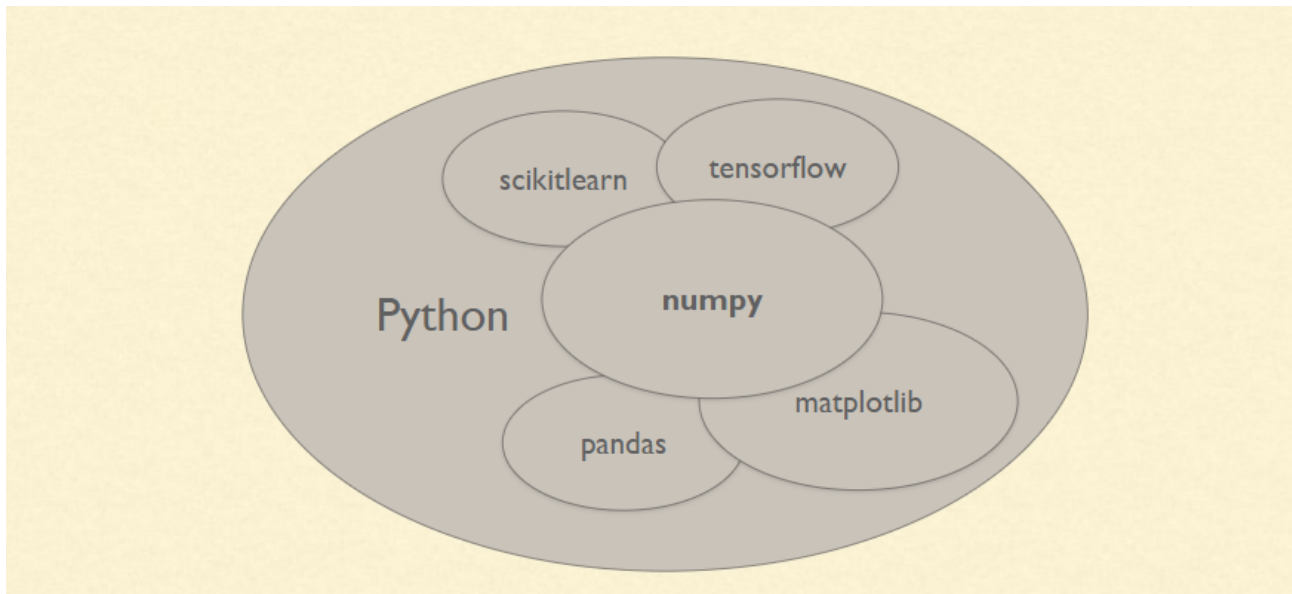 scikitlearn
tensorflow
Python
numpy
matplotlib
pandas